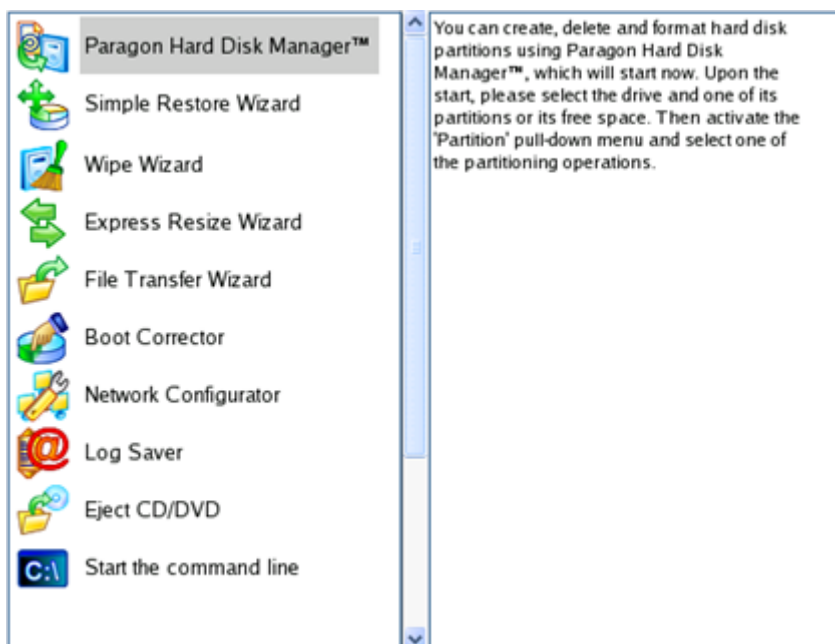 Paragon Hard Disk Manager™
Simple Restore Wizard
Wipe Wizard
Express Resize Wizard
File Transfer Wizard
Boot Corrector
Network Configurator
Log Saver
Eject CD/DVD
C:\
Start the command line
You can create, delete and format hard disk
partitions using Paragon Hard Disk
Manager™, which will start now. Upon the
start, please select the drive and one of its
partitions or its free space. Then activate the
'Partition' pull-down menu and select one of
the partitioning operations.